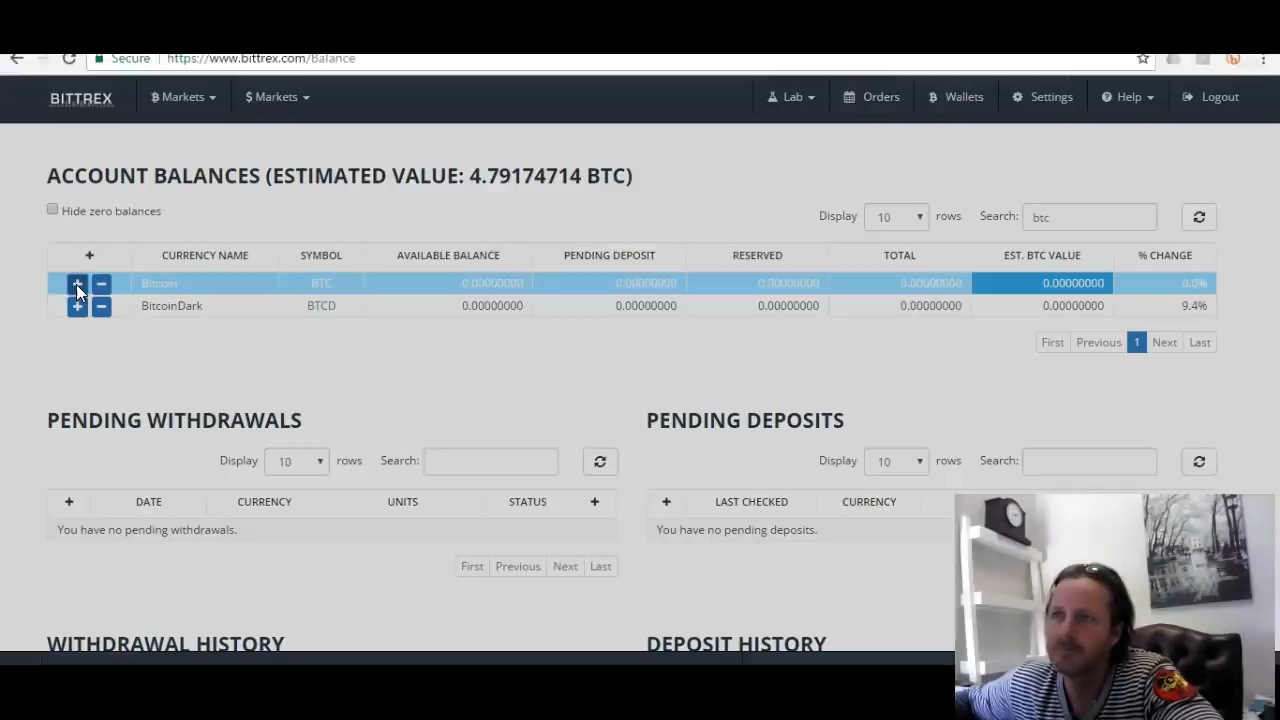 Secure https://www.bittrex.com/Balance
BITTREX Markets $ Markets Lab Orders Wallets Settings Help Logout
ACCOUNT BALANCES (ESTIMATED VALUE: 4.79174714 BTC)
Hide zero balances Display 10 rows Search: btc
+ CURRENCY NAME SYMBOL AVAILABLE BALANCE PENDING DEPOSIT RESERVED TOTAL EST. BTC VALUE % CHANGE
+ − Bitcoin BTC 0.00000000 0.00000000 0.00000000 0.00000000 0.00000000 0.0%
+ − BitcoinDark BTCD 0.00000000 0.00000000 0.00000000 0.00000000 0.00000000 9.4%
First Previous 1 Next Last
PENDING WITHDRAWALS
Display 10 rows Search:
+ DATE CURRENCY UNITS STATUS +
You have no pending withdrawals.
First Previous Next Last
PENDING DEPOSITS
Display 10 rows Search:
+ LAST CHECKED CURRENCY
You have no pending deposits.
WITHDRAWAL HISTORY
DEPOSIT HISTORY